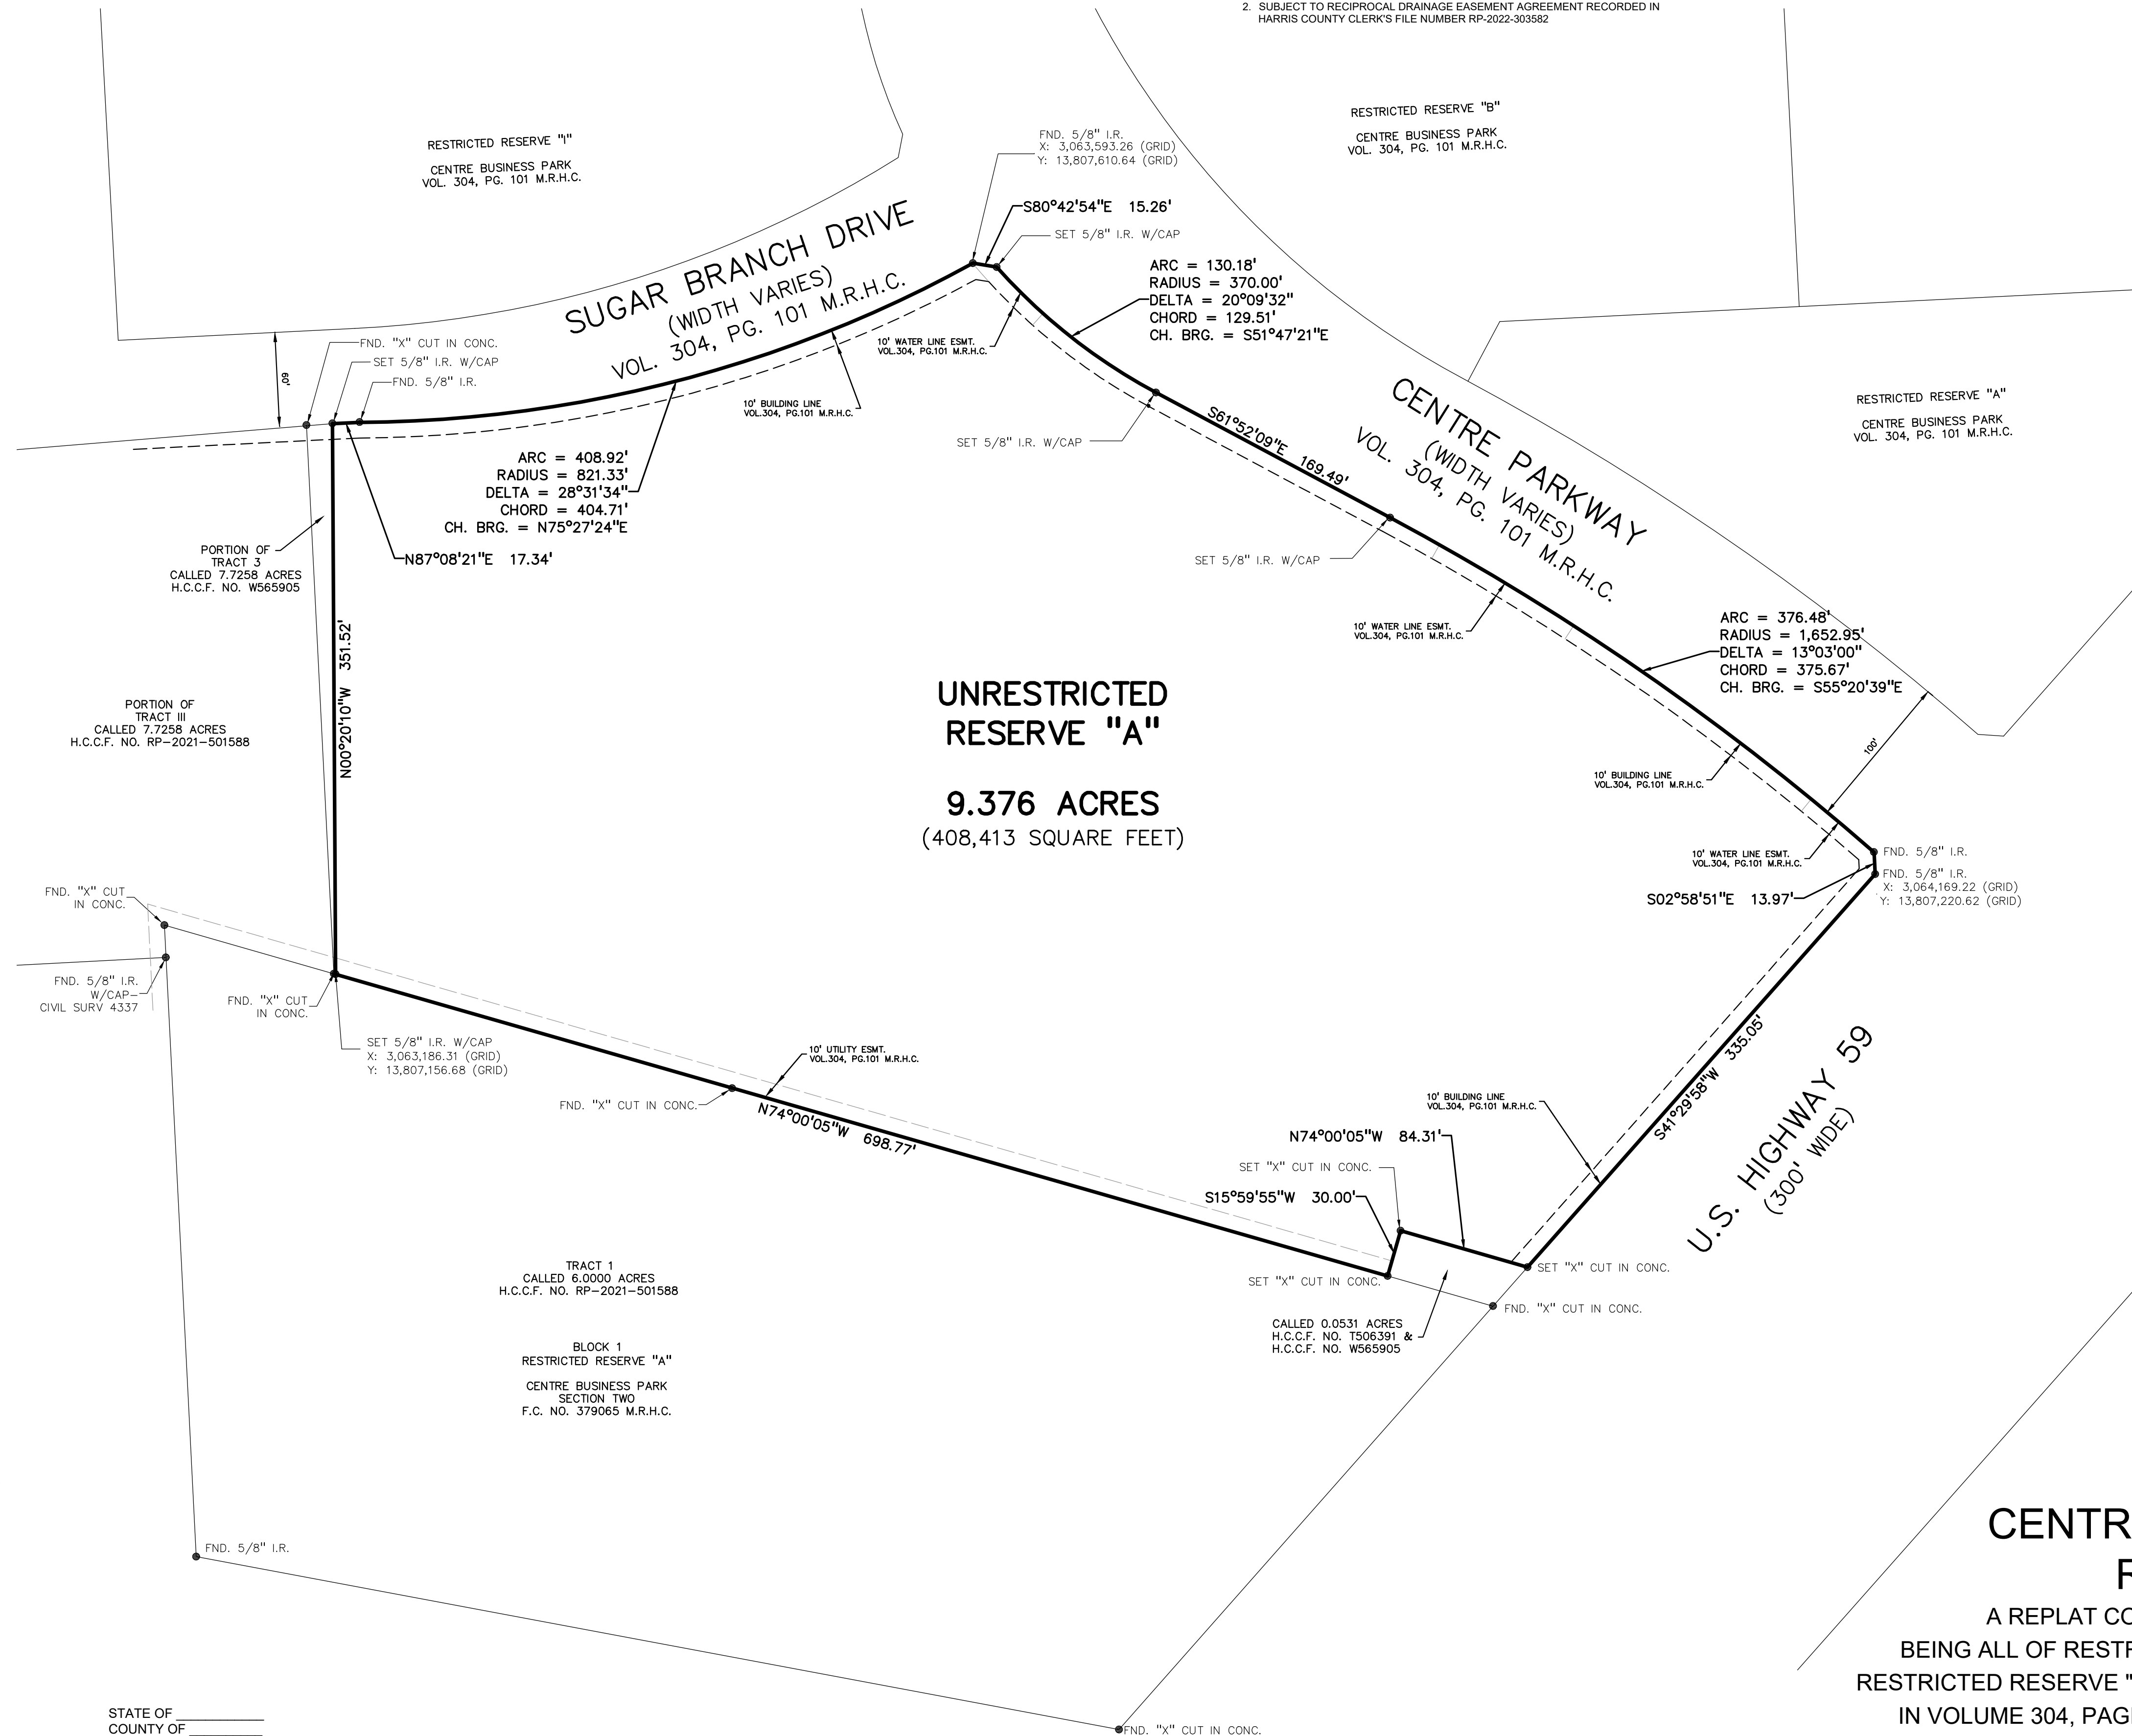 2. SUBJECT TO RECIPROCAL DRAINAGE EASEMENT AGREEMENT RECORDED IN
HARRIS COUNTY CLERK'S FILE NUMBER RP-2022-303582
RESTRICTED RESERVE "I"
CENTRE BUSINESS PARK
VOL. 304, PG. 101 M.R.H.C.
RESTRICTED RESERVE "B"
CENTRE BUSINESS PARK
VOL. 304, PG. 101 M.R.H.C.
FND. 5/8" I.R.
X: 3,063,593.26 (GRID)
Y: 13,807,610.64 (GRID)
S80°42'54"E 15.26'
SET 5/8" I.R. W/CAP
SUGAR BRANCH DRIVE
(WIDTH VARIES)
VOL. 304, PG. 101 M.R.H.C.
ARC = 130.18'
RADIUS = 370.00'
DELTA = 20°09'32"
CHORD = 129.51'
CH. BRG. = S51°47'21"E
10' WATER LINE ESMT.
VOL.304, PG.101 M.R.H.C.
FND. "X" CUT IN CONC.
SET 5/8" I.R. W/CAP
FND. 5/8" I.R.
60'
10' BUILDING LINE
VOL.304, PG.101 M.R.H.C.
RESTRICTED RESERVE "A"
CENTRE BUSINESS PARK
VOL. 304, PG. 101 M.R.H.C.
CENTRE PARKWAY
(WIDTH VARIES)
VOL. 304, PG. 101 M.R.H.C.
S61°52'09"E 169.49'
SET 5/8" I.R. W/CAP
ARC = 408.92'
RADIUS = 821.33'
DELTA = 28°31'34"
CHORD = 404.71'
CH. BRG. = N75°27'24"E
N87°08'21"E 17.34'
SET 5/8" I.R. W/CAP
PORTION OF
TRACT 3
CALLED 7.7258 ACRES
H.C.C.F. NO. W565905
N00°20'10"W 351.52'
10' WATER LINE ESMT.
VOL.304, PG.101 M.R.H.C.
ARC = 376.48'
RADIUS = 1,652.95'
DELTA = 13°03'00"
CHORD = 375.67'
CH. BRG. = S55°20'39"E
UNRESTRICTED
RESERVE "A"
9.376 ACRES
(408,413 SQUARE FEET)
PORTION OF
TRACT III
CALLED 7.7258 ACRES
H.C.C.F. NO. RP-2021-501588
100'
10' BUILDING LINE
VOL.304, PG.101 M.R.H.C.
10' WATER LINE ESMT.
VOL.304, PG.101 M.R.H.C.
FND. 5/8" I.R.
FND. 5/8" I.R.
X: 3,064,169.22 (GRID)
Y: 13,807,220.62 (GRID)
S02°58'51"E 13.97'
FND. "X" CUT
IN CONC.
FND. 5/8" I.R.
W/CAP-
CIVIL SURV 4337
FND. "X" CUT
IN CONC.
SET 5/8" I.R. W/CAP
X: 3,063,186.31 (GRID)
Y: 13,807,156.68 (GRID)
10' UTILITY ESMT.
VOL.304, PG.101 M.R.H.C.
FND. "X" CUT IN CONC.
N74°00'05"W 698.77'
S41°29'58"W 335.05'
U.S. HIGHWAY 59
(300' WIDE)
10' BUILDING LINE
VOL.304, PG.101 M.R.H.C.
N74°00'05"W 84.31'
SET "X" CUT IN CONC.
S15°59'55"W 30.00'
SET "X" CUT IN CONC.
SET "X" CUT IN CONC.
FND. "X" CUT IN CONC.
CALLED 0.0531 ACRES
H.C.C.F. NO. T506391 &
H.C.C.F. NO. W565905
TRACT 1
CALLED 6.0000 ACRES
H.C.C.F. NO. RP-2021-501588
BLOCK 1
RESTRICTED RESERVE "A"
CENTRE BUSINESS PARK
SECTION TWO
F.C. NO. 379065 M.R.H.C.
FND. 5/8" I.R.
FND. "X" CUT IN CONC.
CENTR
R
A REPLAT CO
BEING ALL OF RESTR
RESTRICTED RESERVE "
IN VOLUME 304, PAG
STATE OF ____________
COUNTY OF __________